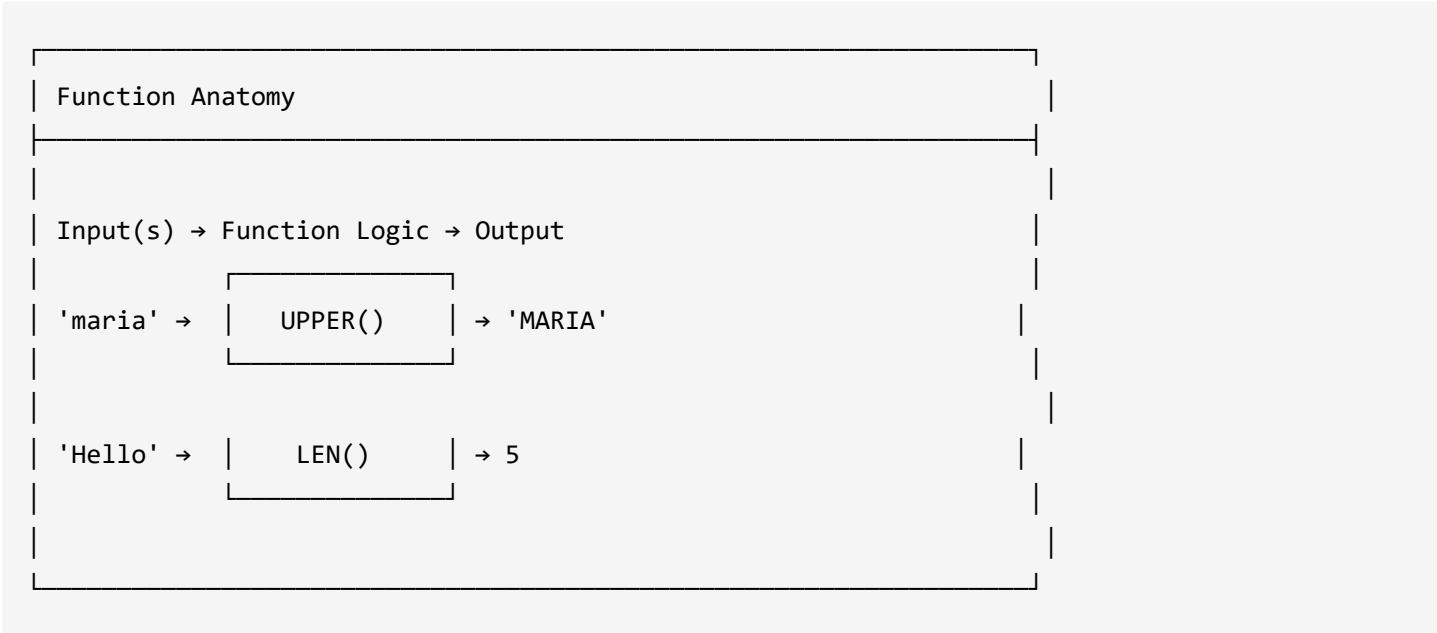 Function Anatomy
Input(s) → Function Logic → Output
'maria' → UPPER() → 'MARIA'
'Hello' → LEN() → 5